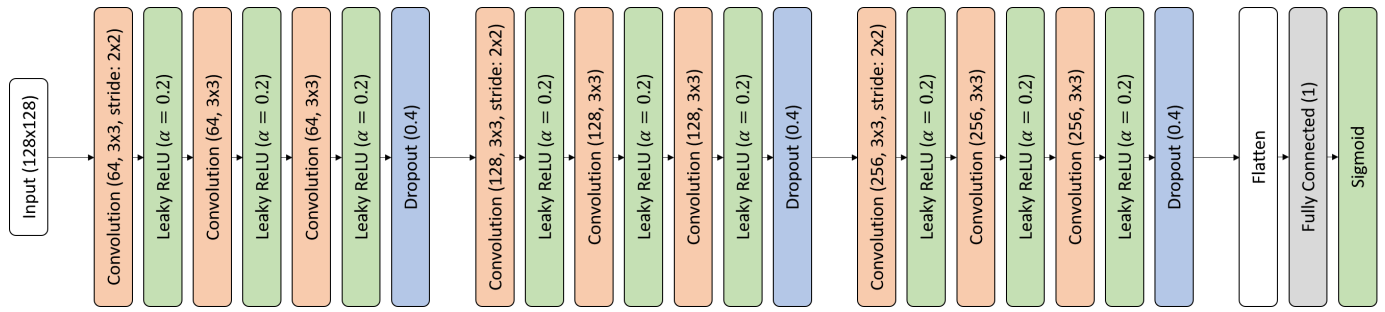 Input (128x128)
Convolution (64, 3x3, stride: 2x2)
Leaky ReLU (𝛼 = 0.2)
Convolution (64, 3x3)
Leaky ReLU (𝛼 = 0.2)
Convolution (64, 3x3)
Leaky ReLU (𝛼 = 0.2)
Dropout (0.4)
Convolution (128, 3x3, stride: 2x2)
Leaky ReLU (𝛼 = 0.2)
Convolution (128, 3x3)
Leaky ReLU (𝛼 = 0.2)
Convolution (128, 3x3)
Leaky ReLU (𝛼 = 0.2)
Dropout (0.4)
Convolution (256, 3x3, stride: 2x2)
Leaky ReLU (𝛼 = 0.2)
Convolution (256, 3x3)
Leaky ReLU (𝛼 = 0.2)
Convolution (256, 3x3)
Leaky ReLU (𝛼 = 0.2)
Dropout (0.4)
Flatten
Fully Connected (1)
Sigmoid